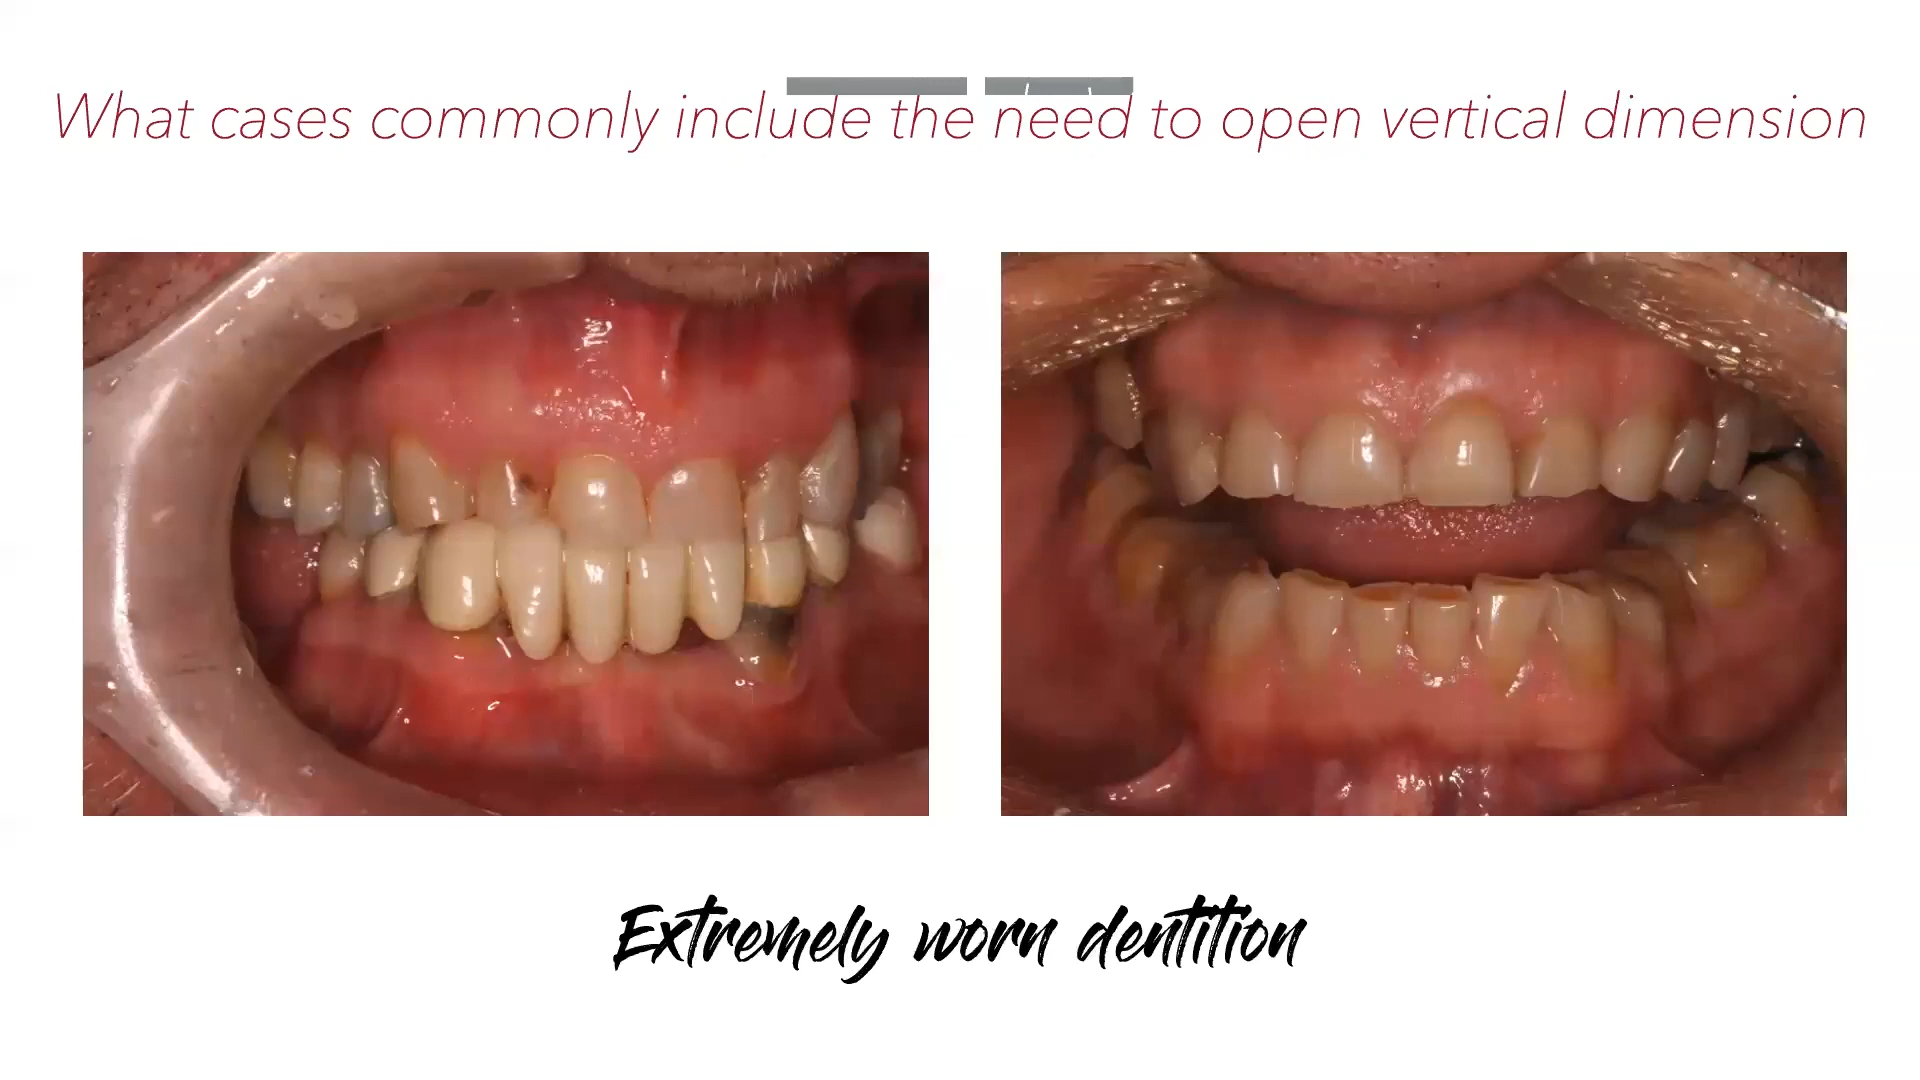 What cases commonly include the need to open vertical dimension
Extremely worn dentition